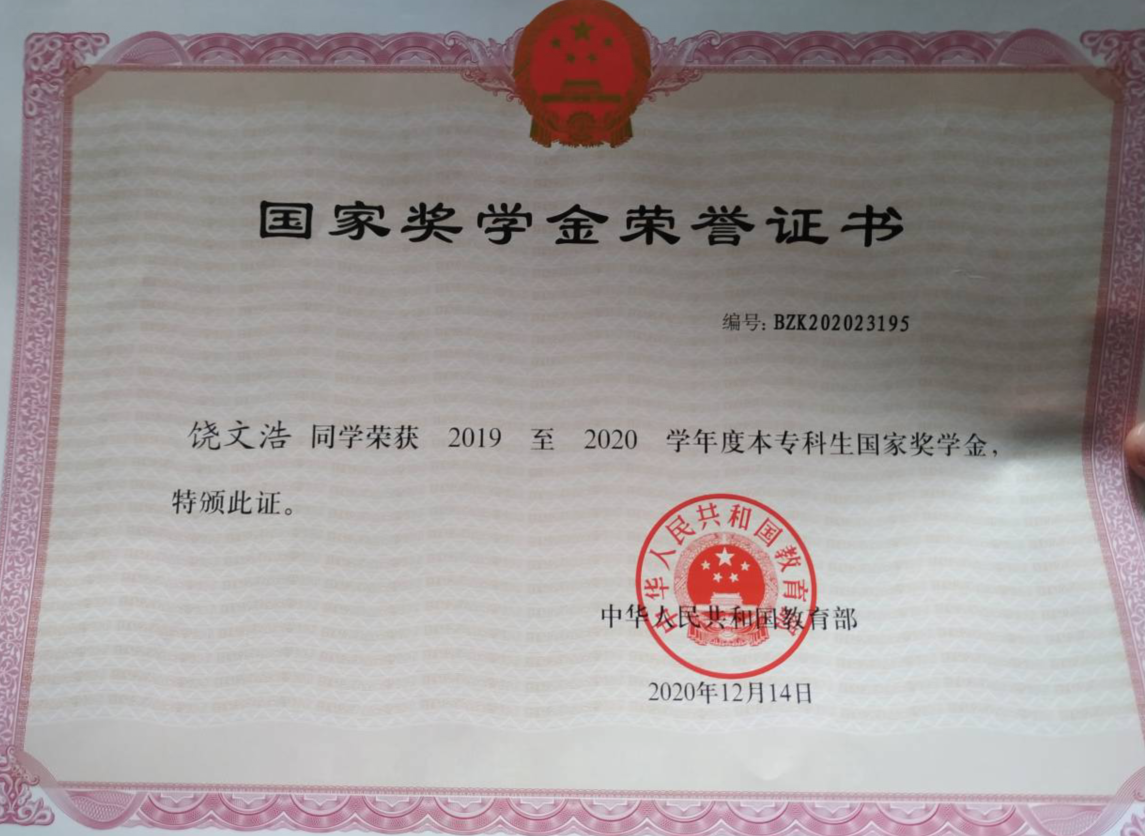 国家奖学金荣誉证书
编号: BZK202023195
饶文浩 同学荣获 2019 至 2020 学年度本专科生国家奖学金，
特颁此证。
中华人民共和国教育部
中华人民共和国教育部
2020年12月14日